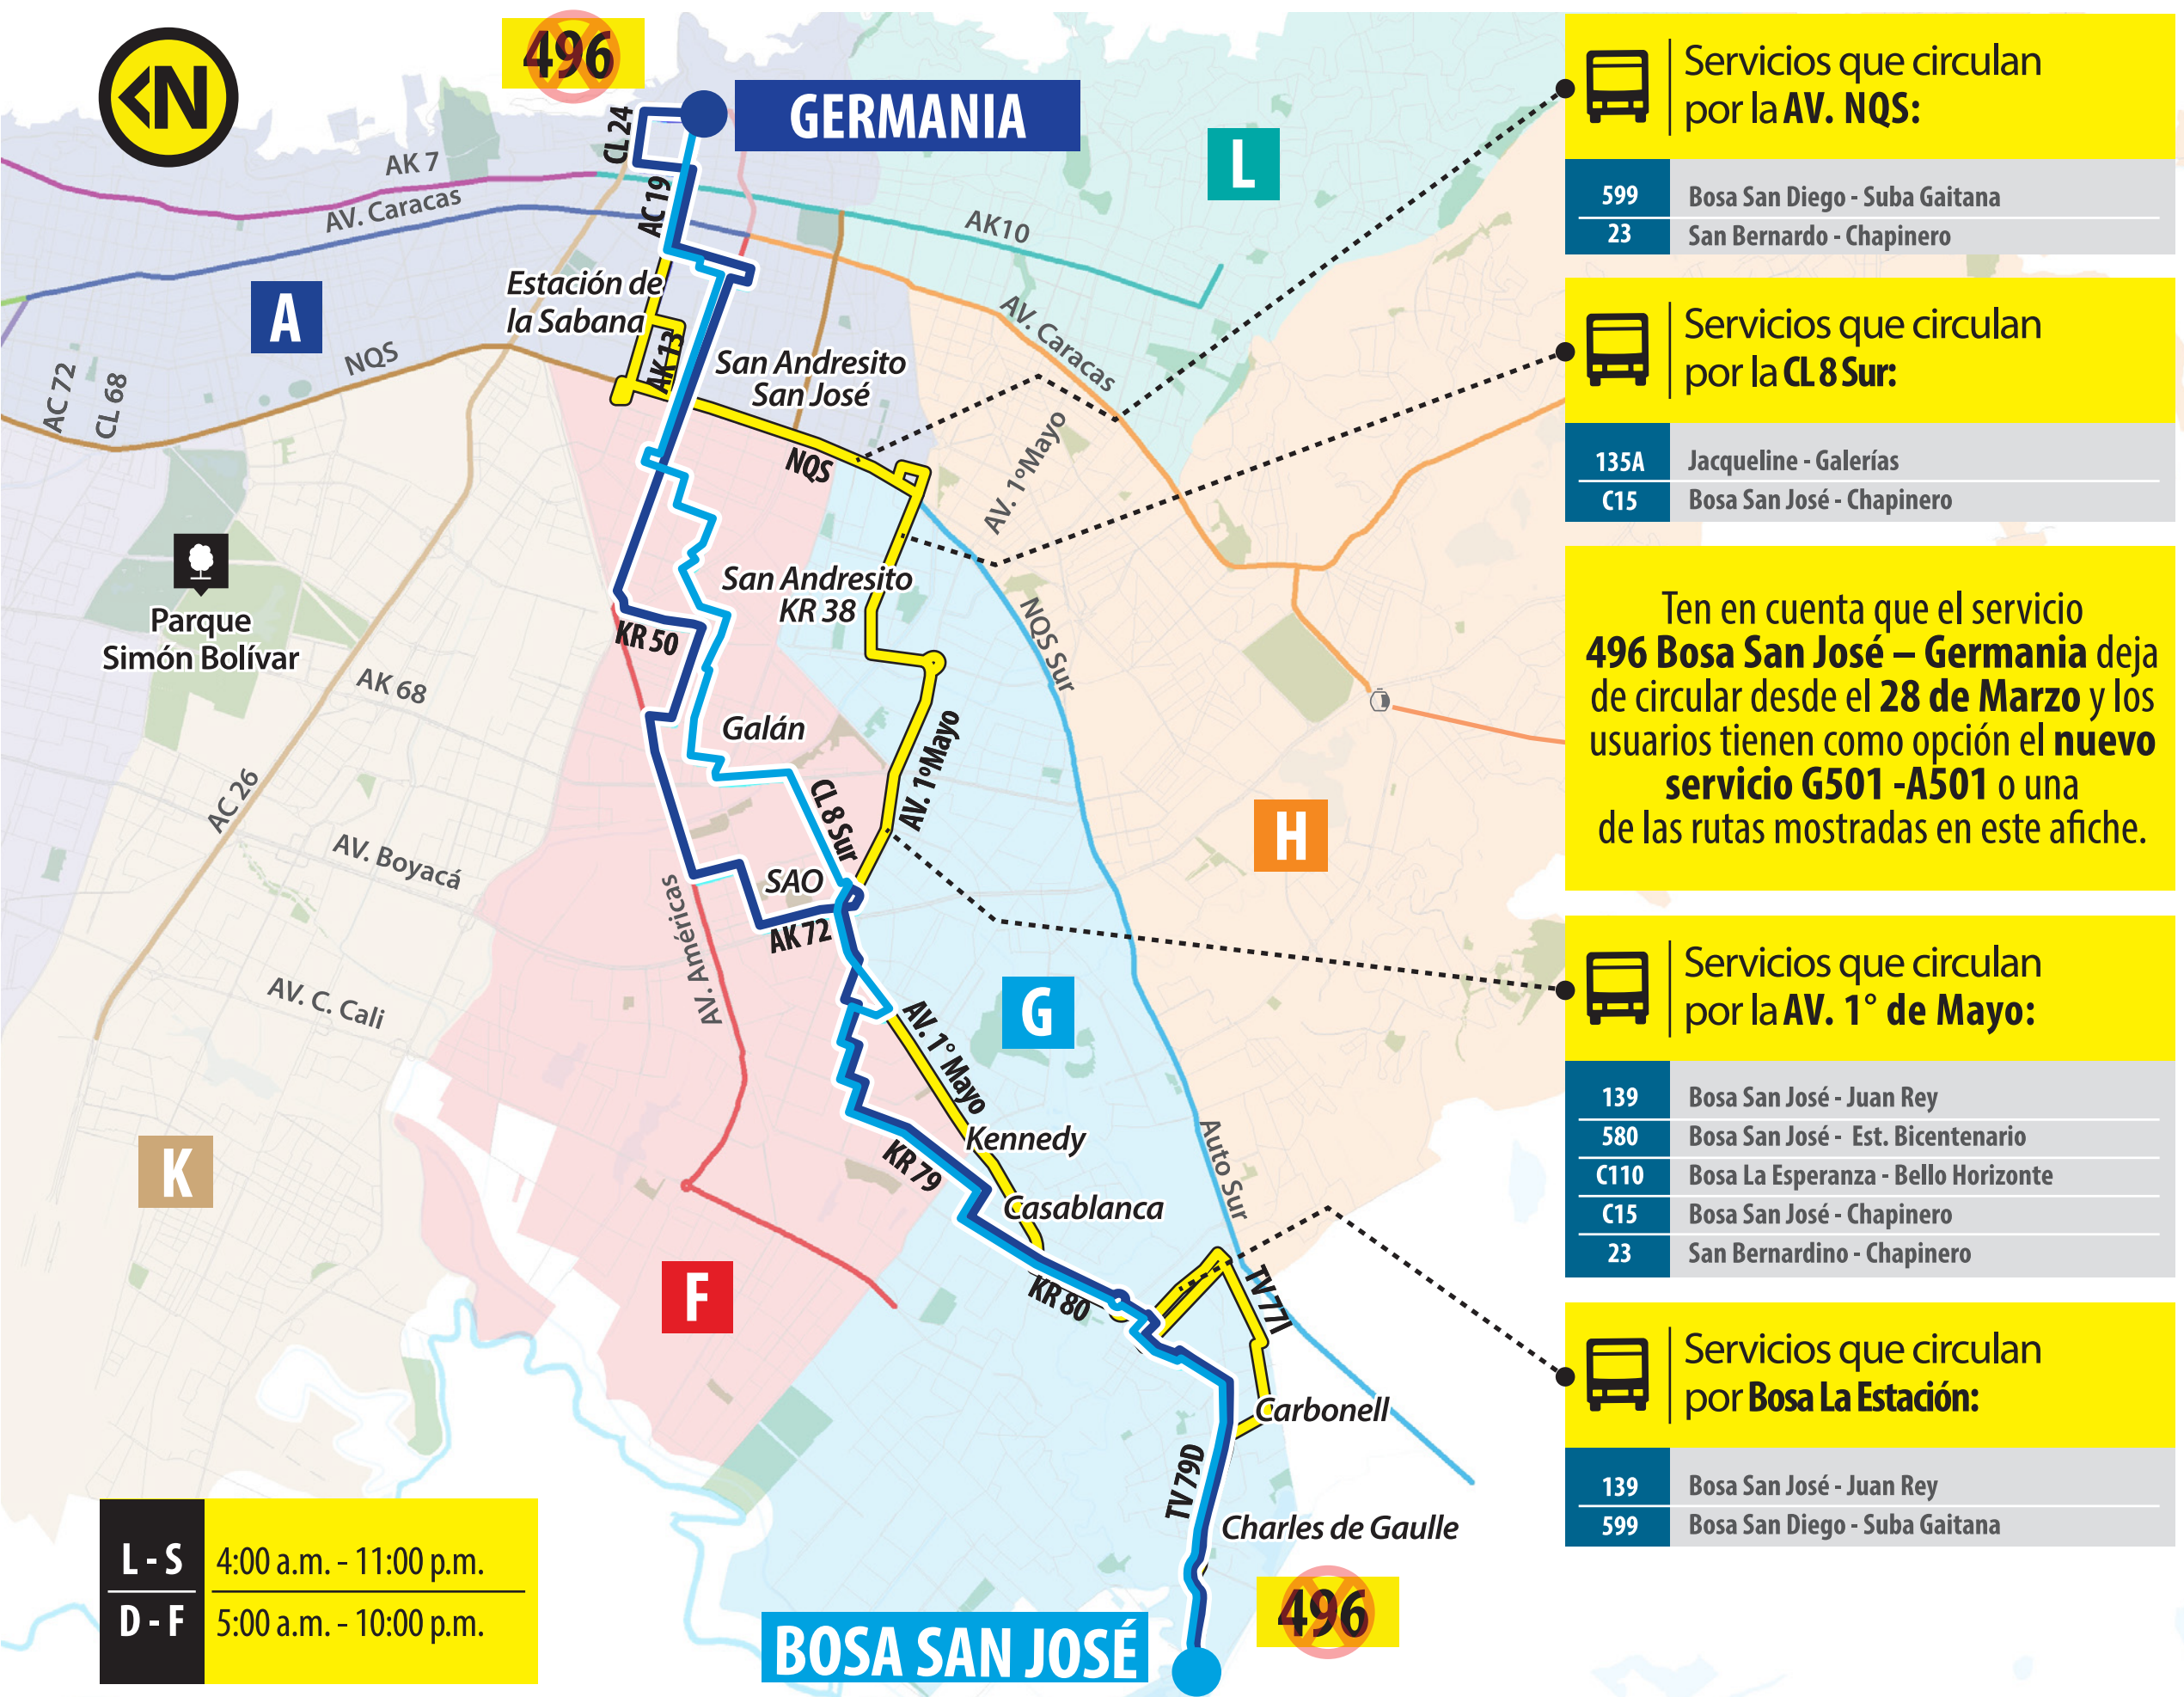 N
496
GERMANIA
CL 24
AK 7
AV. Caracas
AC 19
L
AK10
Estación de
la Sabana
A
AK 13
San Andresito
San José
AV. Caracas
AC 72
CL 68
NQS
NQS
AV. 1ºMayo
Parque
Simón Bolívar
San Andresito
KR 38
KR 50
NQS Sur
AK 68
Galán
AV. 1ºMayo
AC 26
CL 8 Sur
H
AV. Boyacá
SAO
AV. Américas
AK 72
AV. C. Cali
G
AV. 1° Mayo
Kennedy
K
KR 79
Casablanca
Auto Sur
F
KR 80
TV 77I
Carbonell
TV 79D
Charles de Gaulle
496
BOSA SAN JOSÉ
L - S 4:00 a.m. - 11:00 p.m.
D - F 5:00 a.m. - 10:00 p.m.
Servicios que circulan
por la AV. NQS:
599 Bosa San Diego - Suba Gaitana
23 San Bernardo - Chapinero
Servicios que circulan
por la CL 8 Sur:
135A Jacqueline - Galerías
C15 Bosa San José - Chapinero
Ten en cuenta que el servicio
496 Bosa San José – Germania deja
de circular desde el 28 de Marzo y los
usuarios tienen como opción el nuevo
servicio G501 -A501 o una
de las rutas mostradas en este afiche.
Servicios que circulan
por la AV. 1° de Mayo:
139 Bosa San José - Juan Rey
580 Bosa San José - Est. Bicentenario
C110 Bosa La Esperanza - Bello Horizonte
C15 Bosa San José - Chapinero
23 San Bernardino - Chapinero
Servicios que circulan
por Bosa La Estación:
139 Bosa San José - Juan Rey
599 Bosa San Diego - Suba Gaitana